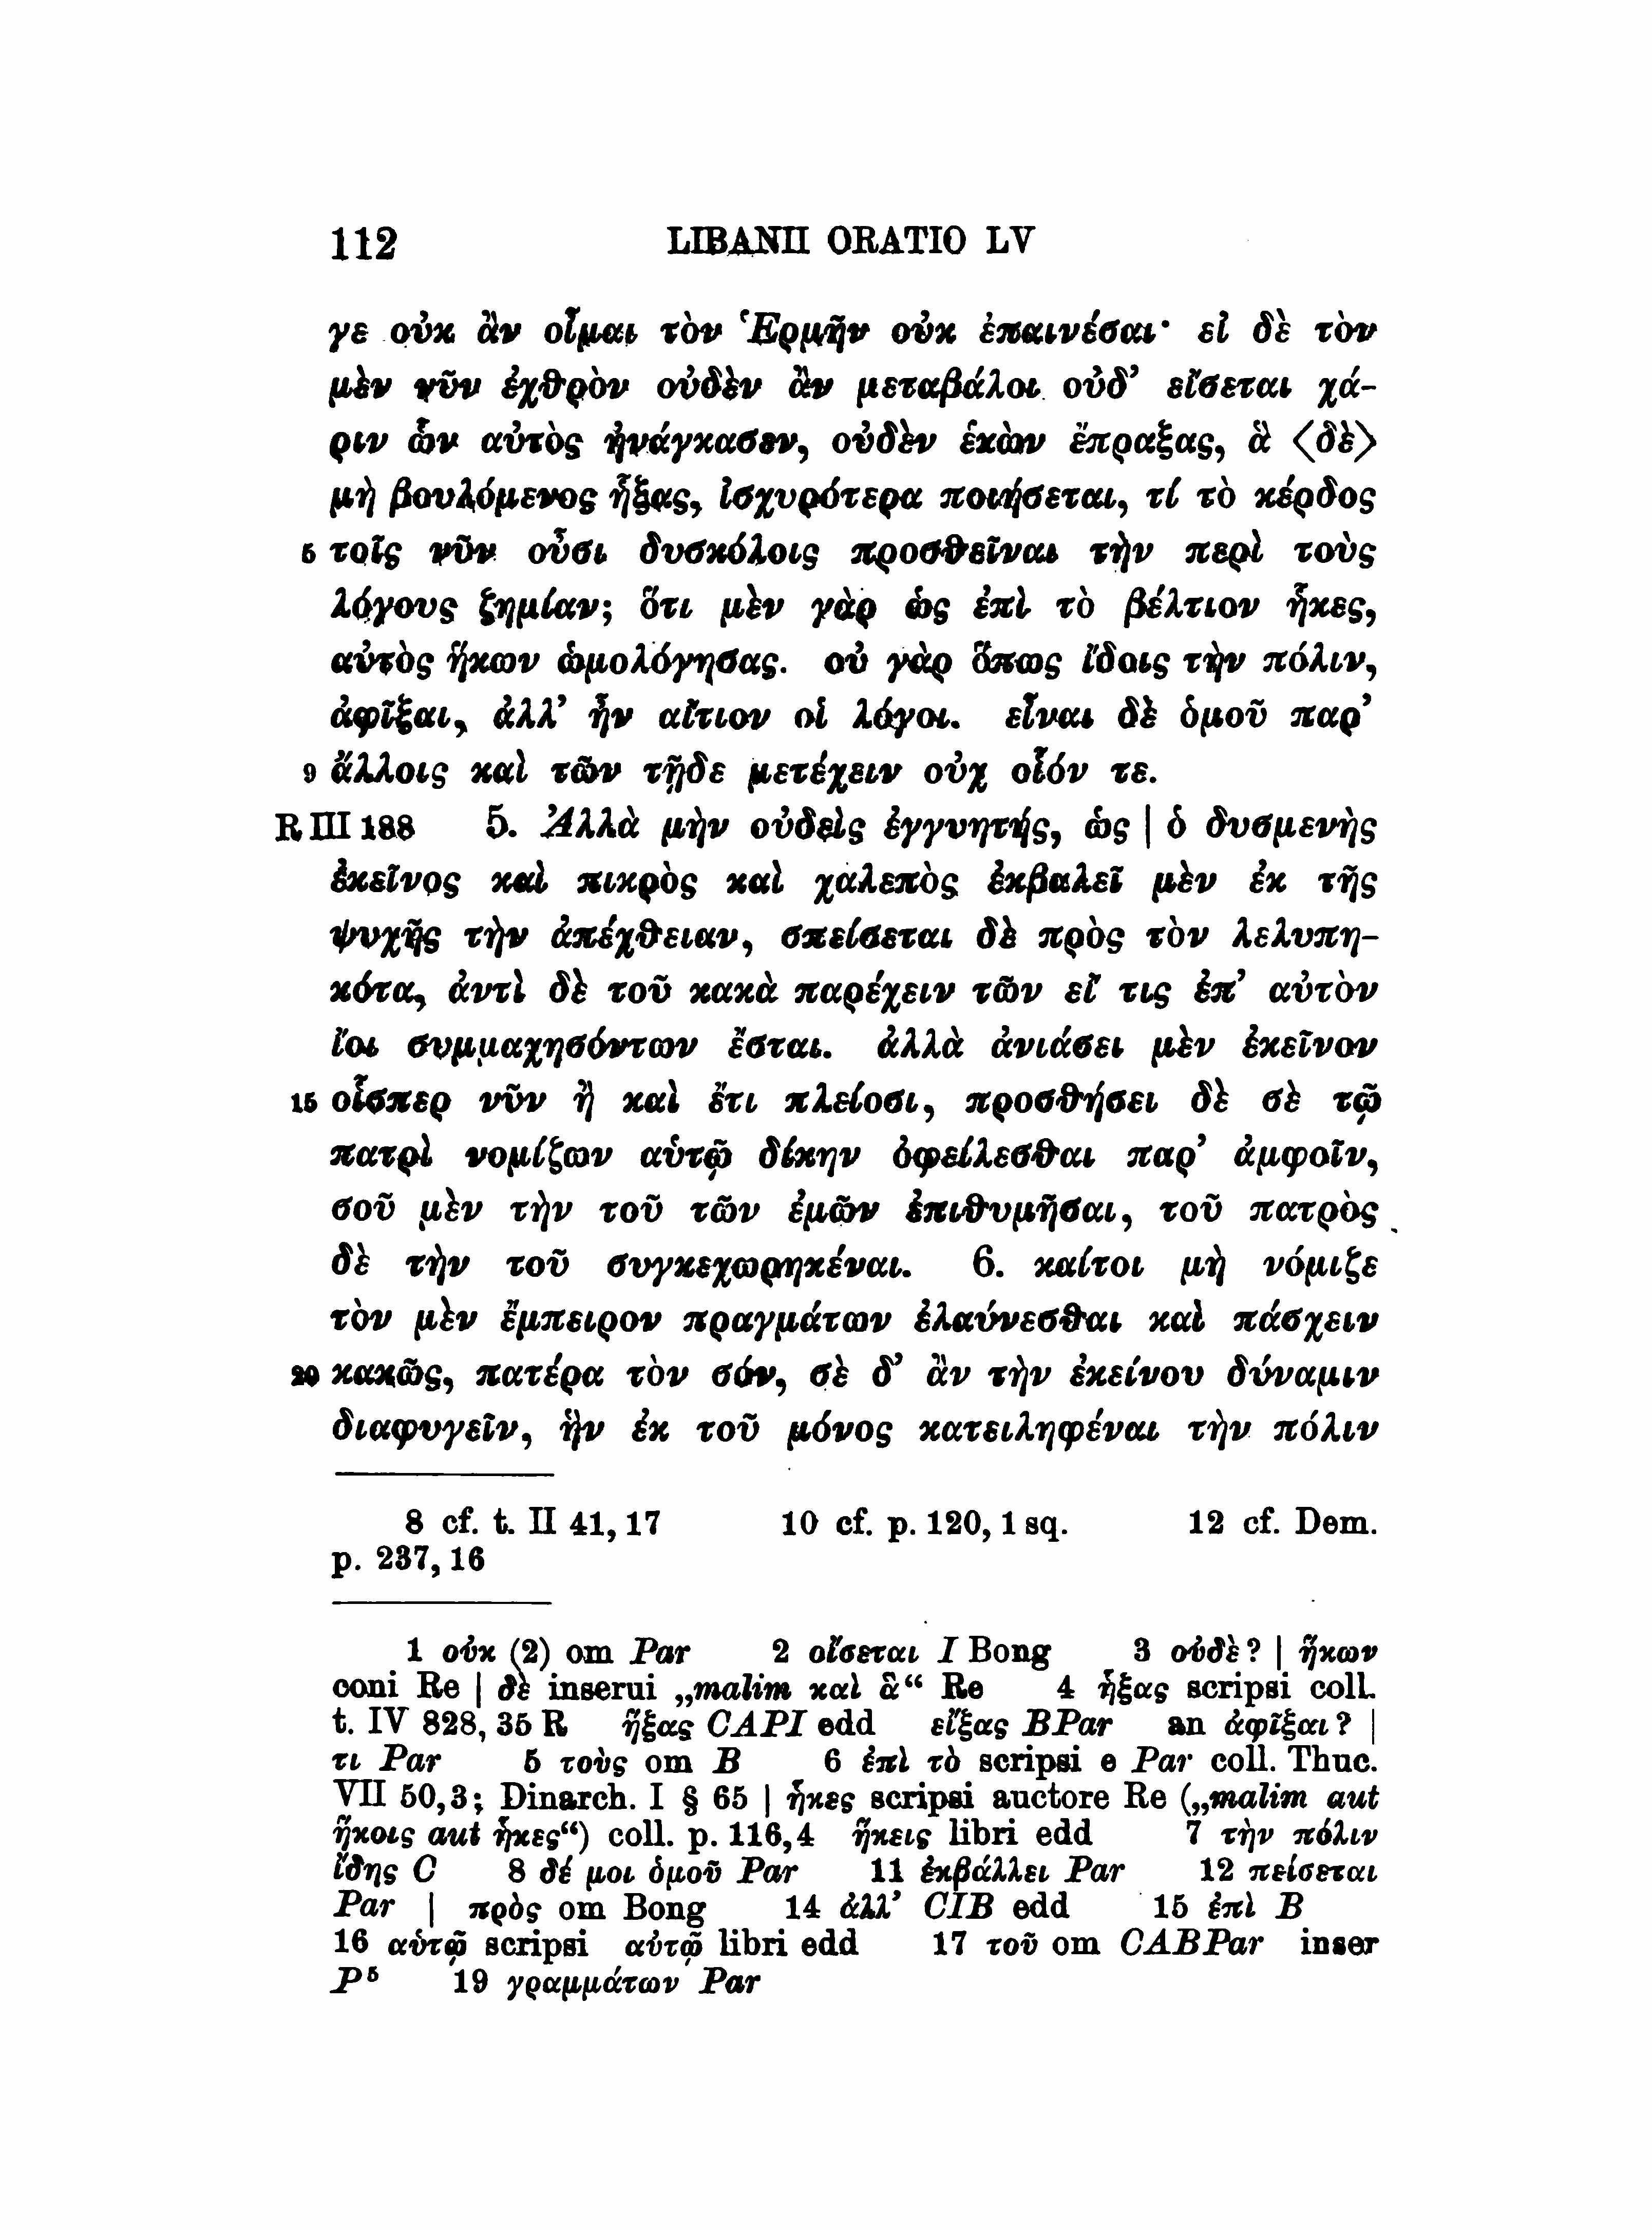 112 LIBANII ORATIO LV
γε οὐκ ἂν οἶμαι τὸν Ἑρμῆν οὐκ ἐπαινέσαι· εἰ δὲ τὸν
μὲν νῦν ἐχθρὸν οὐδὲν ἂν μεταβάλοι οὐδ’ εἴσεται χά-
ριν ὧν αὐτὸς ἠνάγκασεν, οὐδὲν ἑκὼν ἔπραξας, ἃ ⟨δὲ⟩
μὴ βουλόμενος ἦξας, ἰσχυρότερα ποιήσεται, τί τὸ κέρδος
5 τοῖς νῦν οὖσι δυσκόλοις προσθεῖναι τὴν περὶ τοὺς
λόγους ζημίαν; ὅτι μὲν γὰρ ὡς ἐπὶ τὸ βέλτιον ἧκες,
αὐτὸς ἥκων ὡμολόγησας. οὐ γὰρ ὅπως ἴδοις τὴν πόλιν,
ἀφῖξαι, ἀλλ’ ἦν αἴτιον οἱ λόγοι. εἶναι δὲ ὁμοῦ παρ’
9 ἄλλοις καὶ τῶν τῇδε μετέχειν οὐχ οἷόν τε.
R III 188 5. Ἀλλὰ μὴν οὐδεὶς ἐγγυητής, ὡς | ὁ δυσμενὴς
ἐκεῖνος καὶ πικρὸς καὶ χαλεπὸς ἐκβαλεῖ μὲν ἐκ τῆς
ψυχῆς τὴν ἀπέχθειαν, σπείσεται δὲ πρὸς τὸν λελυπη-
κότα, ἀντὶ δὲ τοῦ κακὰ παρέχειν τῶν εἴ τις ἐπ’ αὐτὸν
ἴοι συμμαχησόντων ἔσται. ἀλλὰ ἀνιάσει μὲν ἐκεῖνον
15 οἷσπερ νῦν ἢ καὶ ἔτι πλείοσι, προσθήσει δὲ σὲ τῷ
πατρὶ νομίζων αὑτῷ δίκην ὀφείλεσθαι παρ’ ἀμφοῖν,
σοῦ μὲν τὴν τοῦ τῶν ἐμῶν ἐπιθυμῆσαι, τοῦ πατρὸς
δὲ τὴν τοῦ συγκεχωρηκέναι. 6. καίτοι μὴ νόμιζε
τὸν μὲν ἔμπειρον πραγμάτων ἐλαύνεσθαι καὶ πάσχειν
20 κακῶς, πατέρα τὸν σόν, σὲ δ’ ἂν τὴν ἐκείνου δύναμιν
διαφυγεῖν, ἣν ἐκ τοῦ μόνος κατειληφέναι τὴν πόλιν
8 cf. t. II 41, 17 10 cf. p. 120, 1 sq. 12 cf. Dem.
p. 237, 16
1 οὐκ (2) om Par 2 οἴσεται I Bong 3 οὐδὲ? | ἥκων
coni Re | δὲ inserui „malim καὶ ἃ“ Re 4 ἦξας scripsi coll.
t. IV 828, 35 R ἥξας CAPI edd εἴξας BPar an ἀφῖξαι? |
τι Par 5 τοὺς om B 6 ἐπὶ τὸ scripsi e Par coll. Thuc.
VII 50,3; Dinarch. I § 65 | ἧκες scripsi auctore Re („malim aut
ἥκοις aut ἧκες“) coll. p. 116,4 ἥκεις libri edd 7 τὴν πόλιν
ἴδης C 8 δέ μοι ὁμοῦ Par 11 ἐκβάλλει Par 12 πείσεται
Par | πρὸς om Bong 14 ἀλλ’ CIB edd 15 ἐπὶ B
16 αὑτῷ scripsi αὐτῷ libri edd 17 τοῦ om CABPar inser
P⁵ 19 γραμμάτων Par